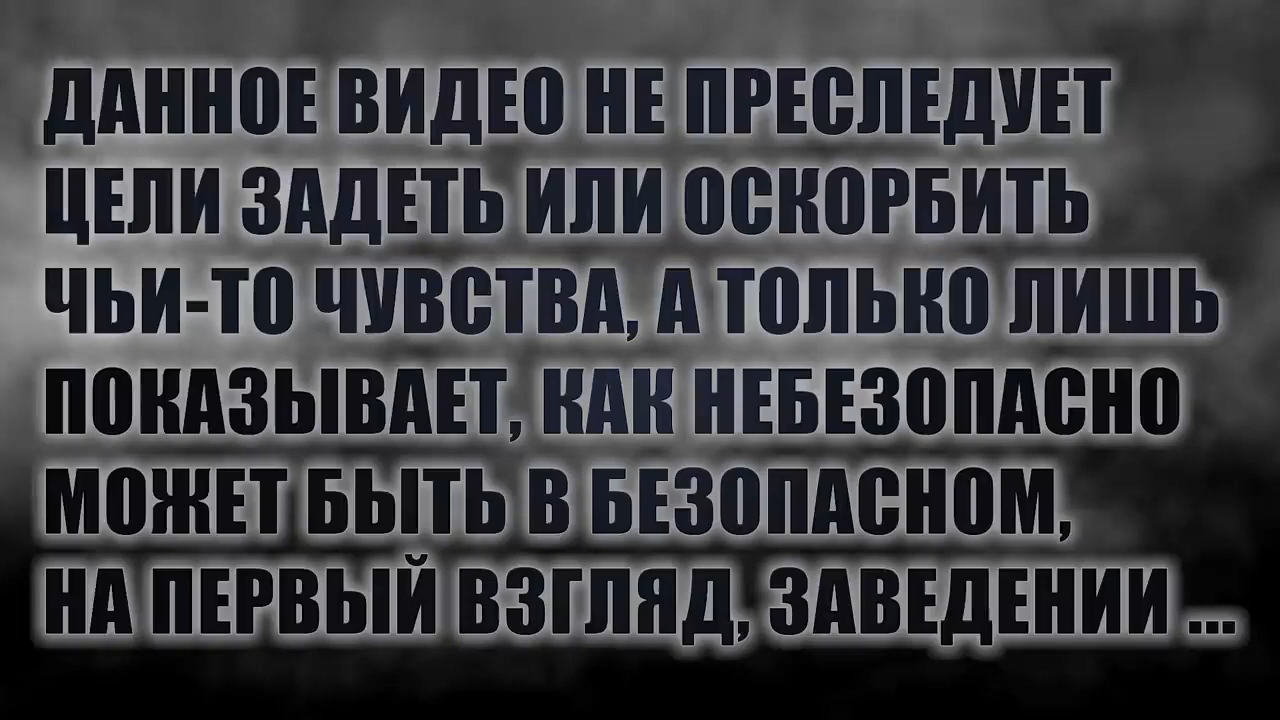 ДАННОЕ ВИДЕО НЕ ПРЕСЛЕДУЕТ
ЦЕЛИ ЗАДЕТЬ ИЛИ ОСКОРБИТЬ
ЧЬИ-ТО ЧУВСТВА, А ТОЛЬКО ЛИШЬ
ПОКАЗЫВАЕТ, КАК НЕБЕЗОПАСНО
МОЖЕТ БЫТЬ В БЕЗОПАСНОМ,
НА ПЕРВЫЙ ВЗГЛЯД, ЗАВЕДЕНИИ ...